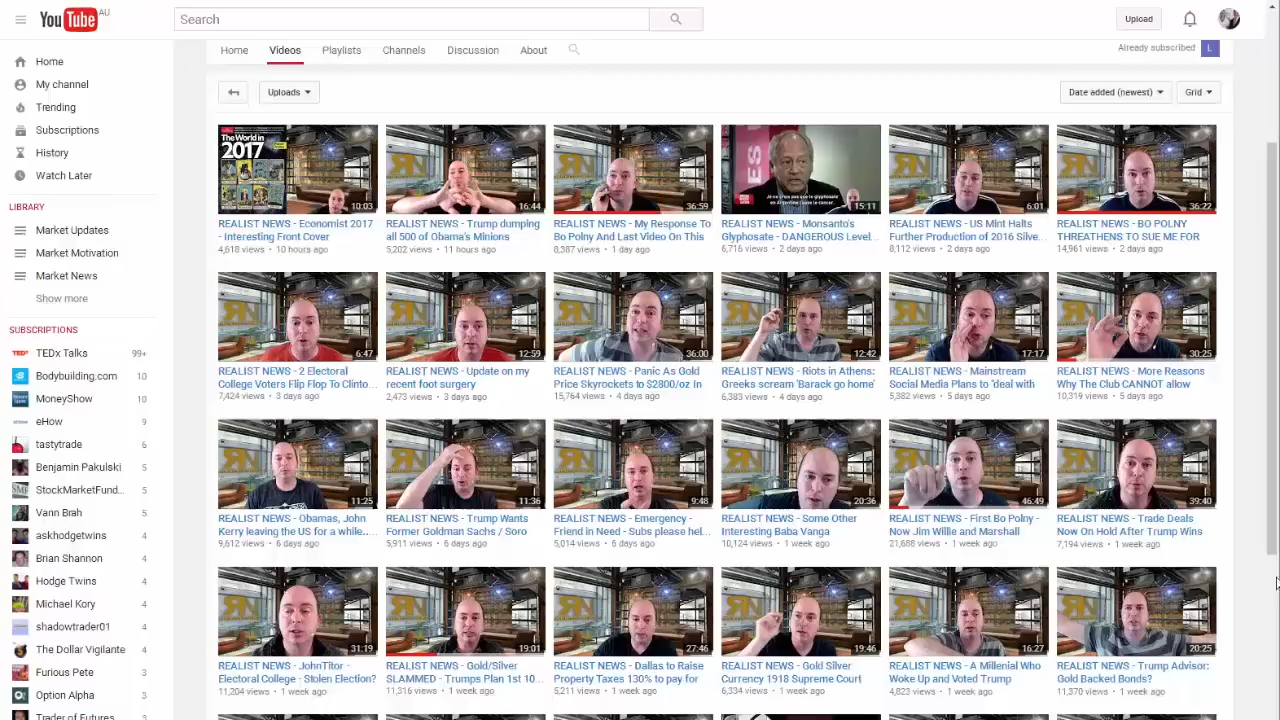 YouTube AU
Search
Upload
Home
Videos
Playlists
Channels
Discussion
About
Already subscribed
L
Uploads
Date added (newest)
Grid
Home
My channel
Trending
Subscriptions
History
Watch Later
LIBRARY
Market Updates
Market Motivation
Market News
Show more
SUBSCRIPTIONS
TEDx Talks 99+
Bodybuilding.com 10
MoneyShow 10
eHow 9
tastytrade 6
Benjamin Pakulski 5
StockMarketFund... 5
Vann Brah 5
askhodgetwins 4
Brian Shannon 4
Hodge Twins 4
Michael Kory 4
shadowtrader01 4
The Dollar Vigilante 4
Furious Pete 3
Option Alpha 3
Trader of Futures 3
The World in
2017
10:03
REALIST NEWS - Economist 2017
- Interesting Front Cover
4,618 views • 10 hours ago
16:44
REALIST NEWS - Trump dumping
all 500 of Obama's Minions
5,202 views • 11 hours ago
36:59
REALIST NEWS - My Response To
Bo Polny And Last Video On This
8,387 views • 1 day ago
Je ne crois pas que le glyphosate
en Argentine cause le cancer.
15:11
REALIST NEWS - Monsanto's
Glyphosate - DANGEROUS Level...
6,716 views • 2 days ago
6:01
REALIST NEWS - US Mint Halts
Further Production of 2016 Silve...
8,112 views • 2 days ago
36:22
REALIST NEWS - BO POLNY
THREATHENS TO SUE ME FOR
14,961 views • 2 days ago
6:47
REALIST NEWS - 2 Electoral
College Voters Flip Flop To Clinto...
7,424 views • 3 days ago
12:59
REALIST NEWS - Update on my
recent foot surgery
2,473 views • 3 days ago
36:00
REALIST NEWS - Panic As Gold
Price Skyrockets to $2800/oz In
15,764 views • 4 days ago
12:42
REALIST NEWS - Riots in Athens:
Greeks scream 'Barack go home'
6,383 views • 4 days ago
17:17
REALIST NEWS - Mainstream
Social Media Plans to "deal with
5,382 views • 5 days ago
30:25
REALIST NEWS - More Reasons
Why The Club CANNOT allow
10,319 views • 5 days ago
11:25
REALIST NEWS - Obamas, John
Kerry leaving the US for a while....
9,612 views • 6 days ago
11:36
REALIST NEWS - Trump Wants
Former Goldman Sachs / Soro
5,911 views • 6 days ago
9:48
REALIST NEWS - Emergency -
Friend in Need - Subs please hel...
5,014 views • 6 days ago
20:36
REALIST NEWS - Some Other
Interesting Baba Vanga
10,124 views • 1 week ago
46:49
REALIST NEWS - First Bo Polny -
Now Jim Willie and Marshall
21,688 views • 1 week ago
39:40
REALIST NEWS - Trade Deals
Now On Hold After Trump Wins
7,194 views • 1 week ago
31:19
REALIST NEWS - JohnTitor -
Electoral College - Stolen Election?
11,204 views • 1 week ago
19:01
REALIST NEWS - Gold/Silver
SLAMMED - Trumps Plan 1st 10...
11,316 views • 1 week ago
27:46
REALIST NEWS - Dallas to Raise
Property Taxes 130% to pay for
5,211 views • 1 week ago
19:46
REALIST NEWS - Gold Silver
Currency 1918 Supreme Court
6,334 views • 1 week ago
16:27
REALIST NEWS - A Millenial Who
Woke Up and Voted Trump
4,823 views • 1 week ago
20:25
REALIST NEWS - Trump Advisor:
Gold Backed Bonds?
11,370 views • 1 week ago